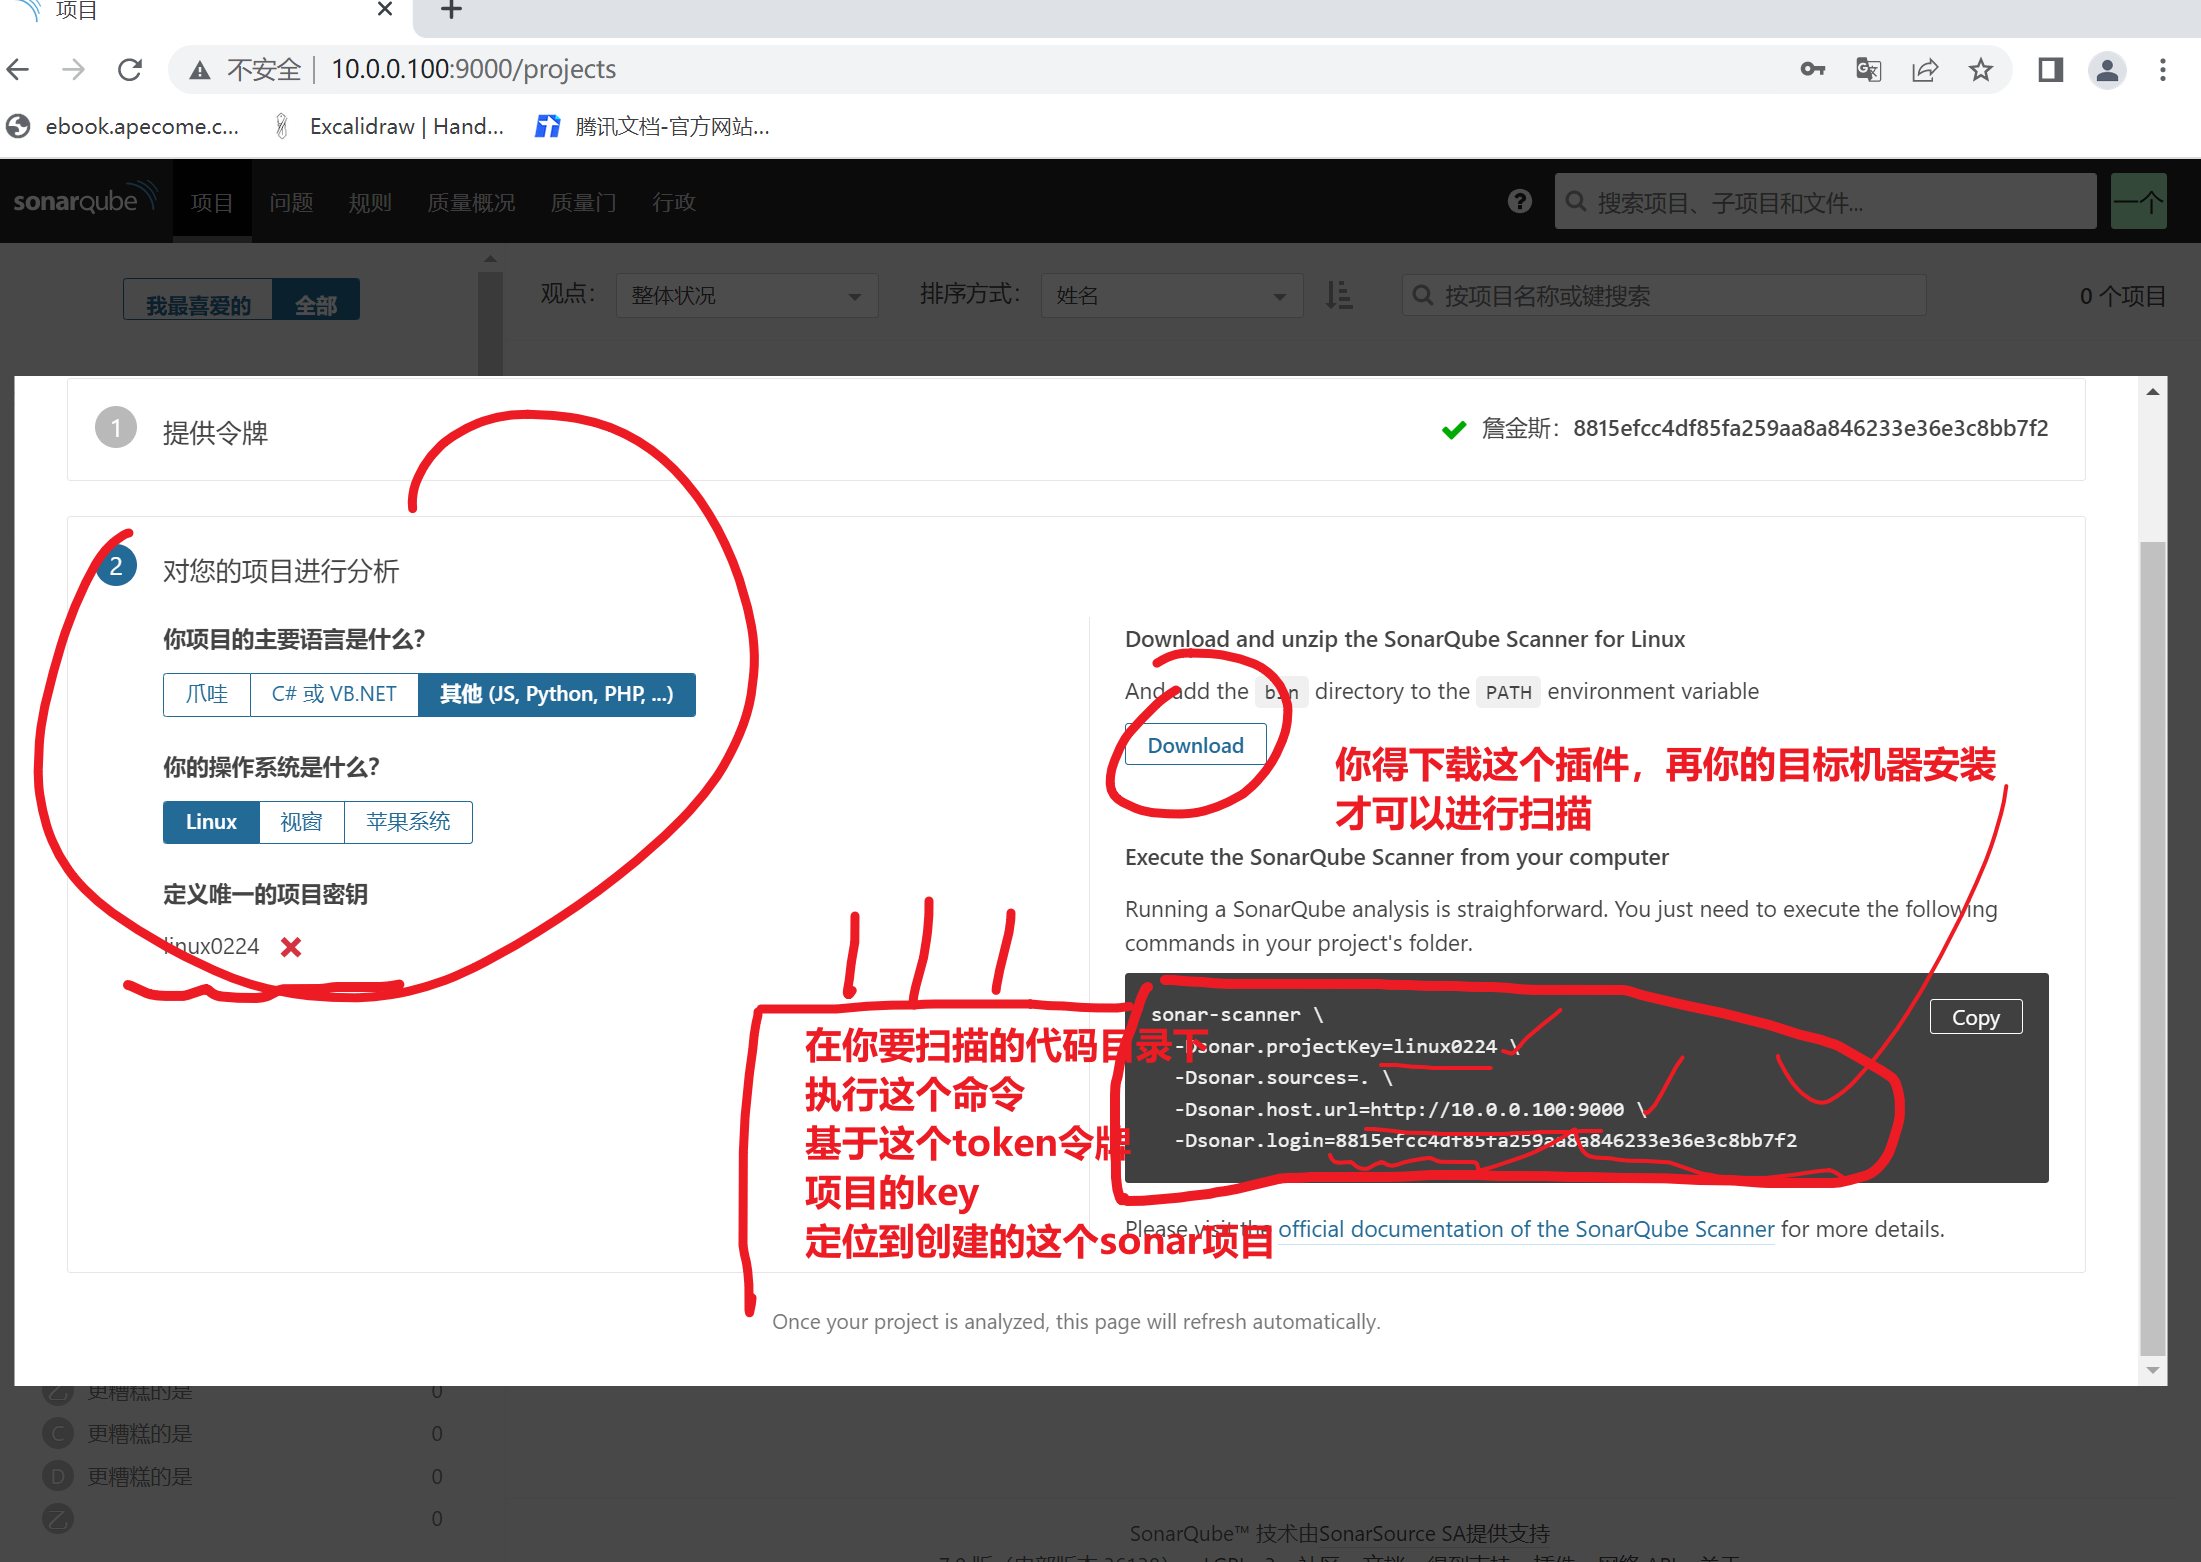 项目
不安全 10.0.0.100:9000/projects
ebook.apecome.c... Excalidraw | Hand... 腾讯文档-官方网站...
sonarqube 项目 问题 规则 质量概况 质量门 行政 搜索项目、子项目和文件... 一个
我最喜爱的 全部 观点： 整体状况 排序方式： 姓名 按项目名称或键搜索 0 个项目
1 提供令牌 詹金斯： 8815efcc4df85fa259aa8a846233e36e3c8bb7f2
2 对您的项目进行分析
你项目的主要语言是什么？
爪哇 C# 或 VB.NET 其他 (JS, Python, PHP, ...)
你的操作系统是什么？
Linux 视窗 苹果系统
定义唯一的项目密钥
linux0224
Download and unzip the SonarQube Scanner for Linux
And add the bin directory to the PATH environment variable
Download
你得下载这个插件，再你的目标机器安装
才可以进行扫描
Execute the SonarQube Scanner from your computer
Running a SonarQube analysis is straighforward. You just need to execute the following
commands in your project's folder.
Copy
sonar-scanner \
-Dsonar.projectKey=linux0224 \
-Dsonar.sources=. \
-Dsonar.host.url=http://10.0.0.100:9000 \
-Dsonar.login=8815efcc4df85fa259aa8a846233e36e3c8bb7f2
在你要扫描的代码目录下
执行这个命令
基于这个token令牌
项目的key
定位到创建的这个sonar项目
Please visit the official documentation of the SonarQube Scanner for more details.
Once your project is analyzed, this page will refresh automatically.
乙 更糟糕的是 0
C 更糟糕的是 0
D 更糟糕的是 0
乙 0
SonarQube™ 技术由SonarSource SA提供支持